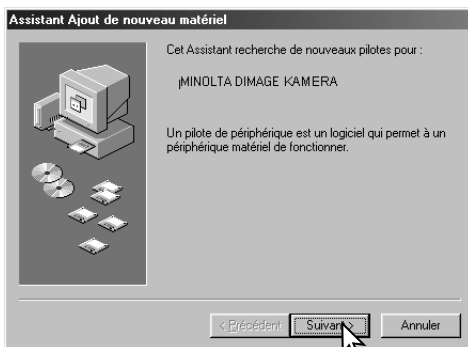 Assistant Ajout de nouveau matériel
Cet Assistant recherche de nouveaux pilotes pour :
MINOLTA DIMAGE KAMERA
Un pilote de périphérique est un logiciel qui permet à un
périphérique matériel de fonctionner.
< Précédent
Suivant >
Annuler